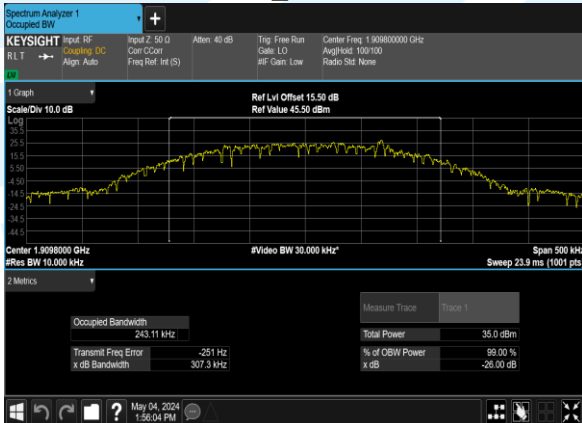 Spectrum Analyzer 1
Occupied BW
KEYSIGHT
R L T
Input: RF
Coupling: DC
Align: Auto
Input Z: 50 Ω
Corr CCorr
Freq Ref: Int (S)
Atten: 40 dB
Trig: Free Run
Gate: LO
#IF Gain: Low
Center Freq: 1.909800000 GHz
Avg|Hold: 100/100
Radio Std: None
1 Graph
Scale/Div 10.0 dB
Ref Lvl Offset 15.50 dB
Ref Value 45.50 dBm
Log
35.5
25.5
15.5
5.50
-4.50
-14.5
-24.5
-34.5
-44.5
Center 1.9098000 GHz
#Video BW 30.000 kHz*
Span 500 kHz
#Res BW 10.000 kHz
Sweep 23.9 ms (1001 pts
2 Metrics
Measure Trace
Trace 1
Occupied Bandwidth
243.11 kHz
Total Power
35.0 dBm
Transmit Freq Error
-251 Hz
% of OBW Power
99.00 %
x dB Bandwidth
307.3 kHz
x dB
-26.00 dB
May 04, 2024
1:56:04 PM